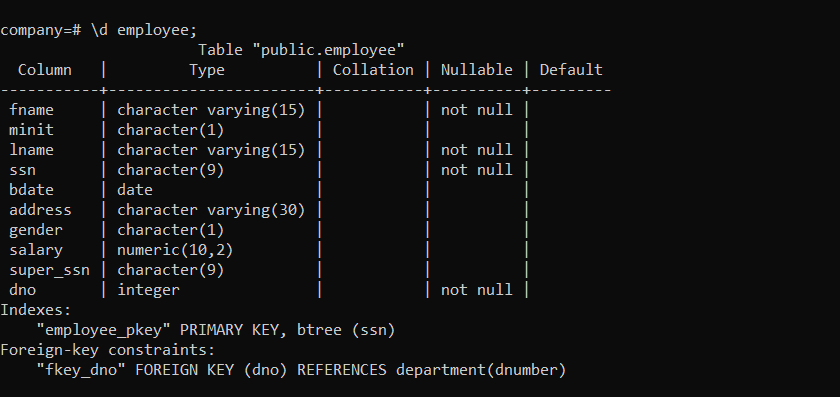 company=# \d employee;
                      Table "public.employee"
  Column   |         Type          | Collation | Nullable | Default
-----------+-----------------------+-----------+----------+---------
 fname     | character varying(15) |           | not null |
 minit     | character(1)          |           |          |
 lname     | character varying(15) |           | not null |
 ssn       | character(9)          |           | not null |
 bdate     | date                  |           |          |
 address   | character varying(30) |           |          |
 gender    | character(1)          |           |          |
 salary    | numeric(10,2)         |           |          |
 super_ssn | character(9)          |           |          |
 dno       | integer               |           | not null |
Indexes:
    "employee_pkey" PRIMARY KEY, btree (ssn)
Foreign-key constraints:
    "fkey_dno" FOREIGN KEY (dno) REFERENCES department(dnumber)